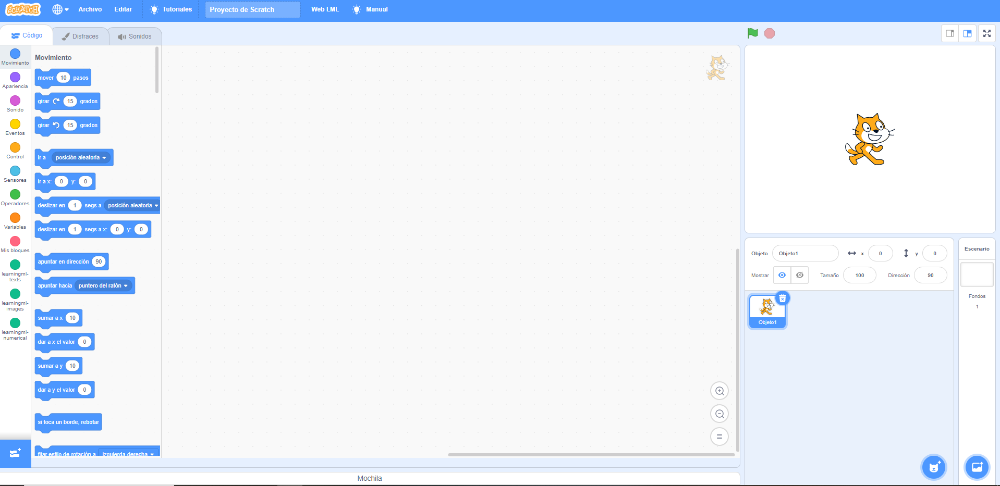 SCRATCH Archivo Editar Tutoriales Proyecto de Scratch Web LML Manual
Código Disfraces Sonidos
Movimiento
Apariencia
Sonido
Eventos
Control
Sensores
Operadores
Variables
Mis bloques
learningml-
texts
learningml-
images
learningml-
numerical
Movimiento
mover 10 pasos
girar 15 grados
girar 15 grados
ir a posición aleatoria
ir a x: 0 y: 0
deslizar en 1 segs a posición aleatoria
deslizar en 1 segs a x: 0 y: 0
apuntar en dirección 90
apuntar hacia puntero del ratón
sumar a x 10
dar a x el valor 0
sumar a y 10
dar a y el valor 0
si toca un borde, rebotar
fijar estilo de rotación a izquierda-derecha
Mochila
Objeto Objeto1 x 0 y 0
Mostrar Tamaño 100 Dirección 90
Objeto1
Escenario
Fondos
1